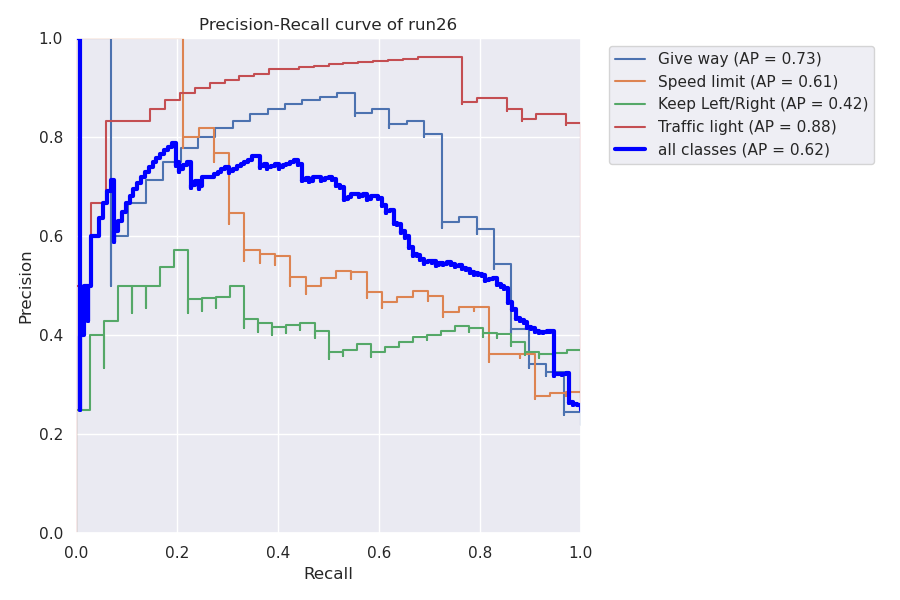 Precision-Recall curve of run26
1.0
0.8
0.6
0.4
0.2
0.0
Precision
0.0 0.2 0.4 0.6 0.8 1.0
Recall
Give way (AP = 0.73)
Speed limit (AP = 0.61)
Keep Left/Right (AP = 0.42)
Traffic light (AP = 0.88)
all classes (AP = 0.62)